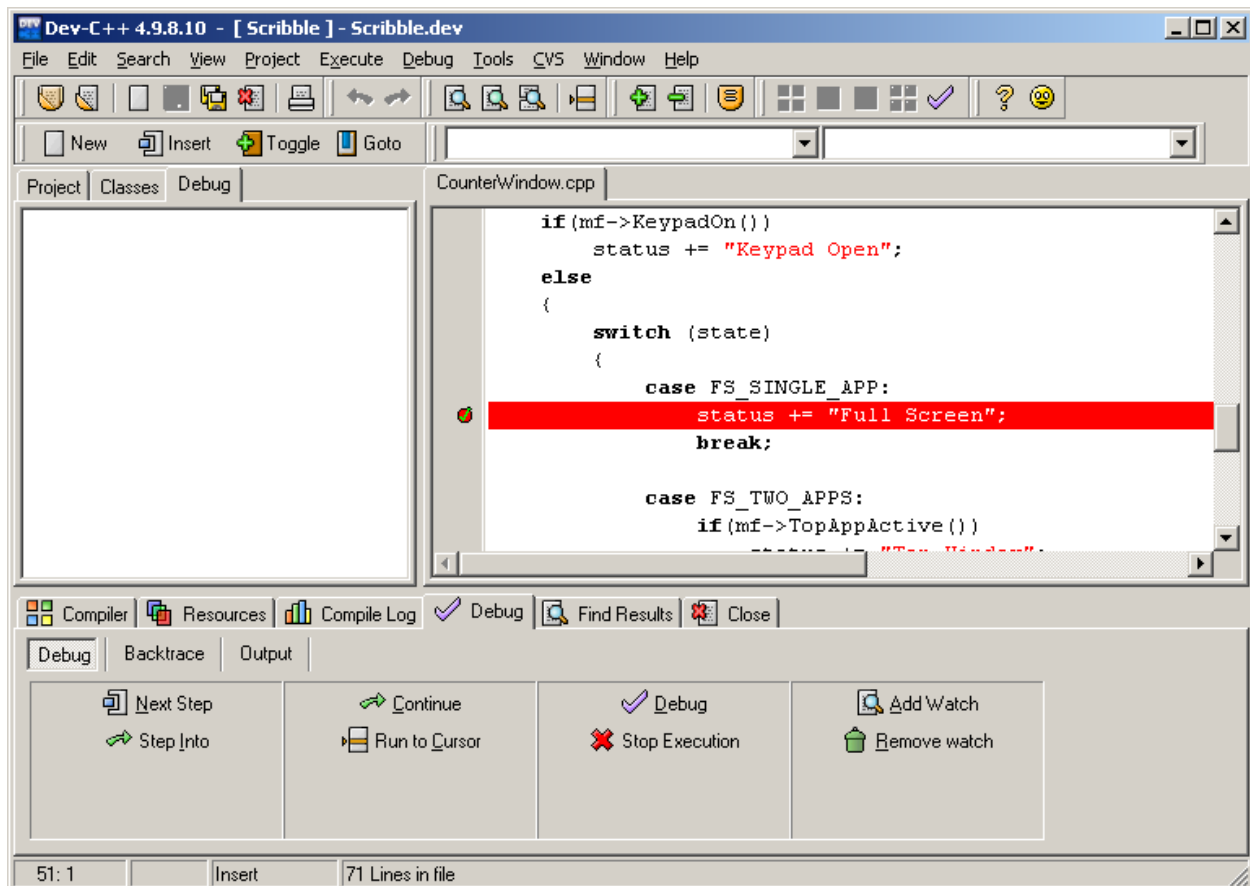 Dev-C++ 4.9.8.10 - [ Scribble ] - Scribble.dev
File Edit Search View Project Execute Debug Tools CVS Window Help
New Insert Toggle Goto
Project Classes Debug
CounterWindow.cpp
if(mf->KeypadOn())
status += "Keypad Open";
else
{
switch (state)
{
case FS_SINGLE_APP:
status += "Full Screen";
break;
case FS_TWO_APPS:
if(mf->TopAppActive())
status += "Top Window";
Compiler Resources Compile Log Debug Find Results Close
Debug Backtrace Output
Next Step Continue Debug Add Watch
Step Into Run to Cursor Stop Execution Remove watch
51: 1 Insert 71 Lines in file